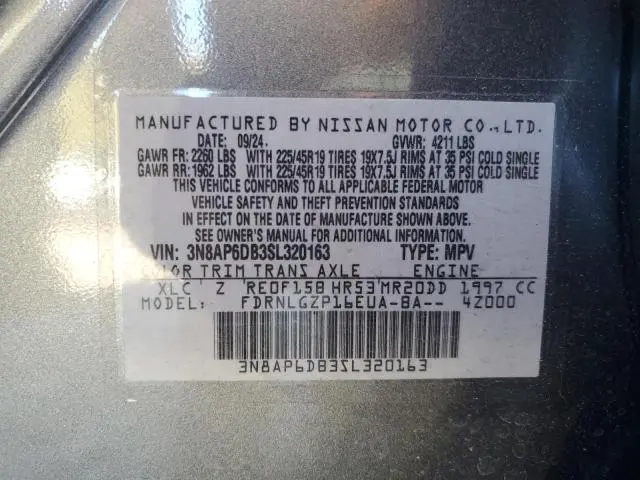 MANUFACTURED BY NISSAN MOTOR CO., LTD.
DATE: 09/24. GVWR: 4211 LBS
GAWR FR: 2260 LBS WITH 225/45R19 TIRES 19X7.5J RIMS AT 35 PSI COLD SINGLE
GAWR RR: 1962 LBS WITH 225/45R19 TIRES 19X7.5J RIMS AT 35 PSI COLD SINGLE
THIS VEHICLE CONFORMS TO ALL APPLICABLE FEDERAL MOTOR
VEHICLE SAFETY AND THEFT PREVENTION STANDARDS
IN EFFECT ON THE DATE OF MANUFACTURE SHOWN ABOVE.
SEE OWNER'S MANUAL FOR ADDITIONAL INFORMATION.
VIN: 3N8AP6DB3SL320163 TYPE: MPV
COLOR TRIM TRANS AXLE ENGINE
XLC Z RE0F15B HR53 MR20DD 1997 CC
MODEL: FDRNLGZP16EUA-BA-- 4Z000
3N8AP6DB3SL320163